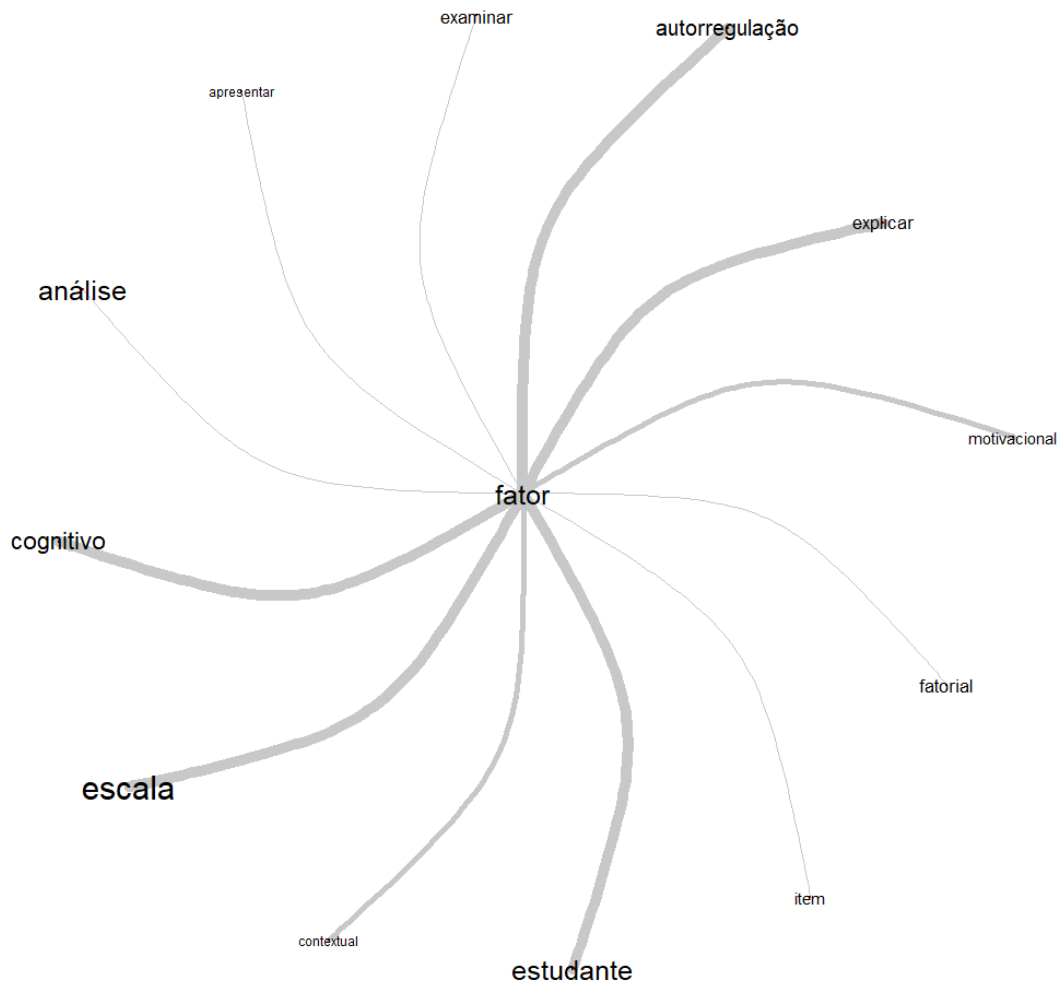 examinar
autorregulação
apresentar
explicar
análise
motivacional
fator
cognitivo
fatorial
escala
item
contextual
estudante